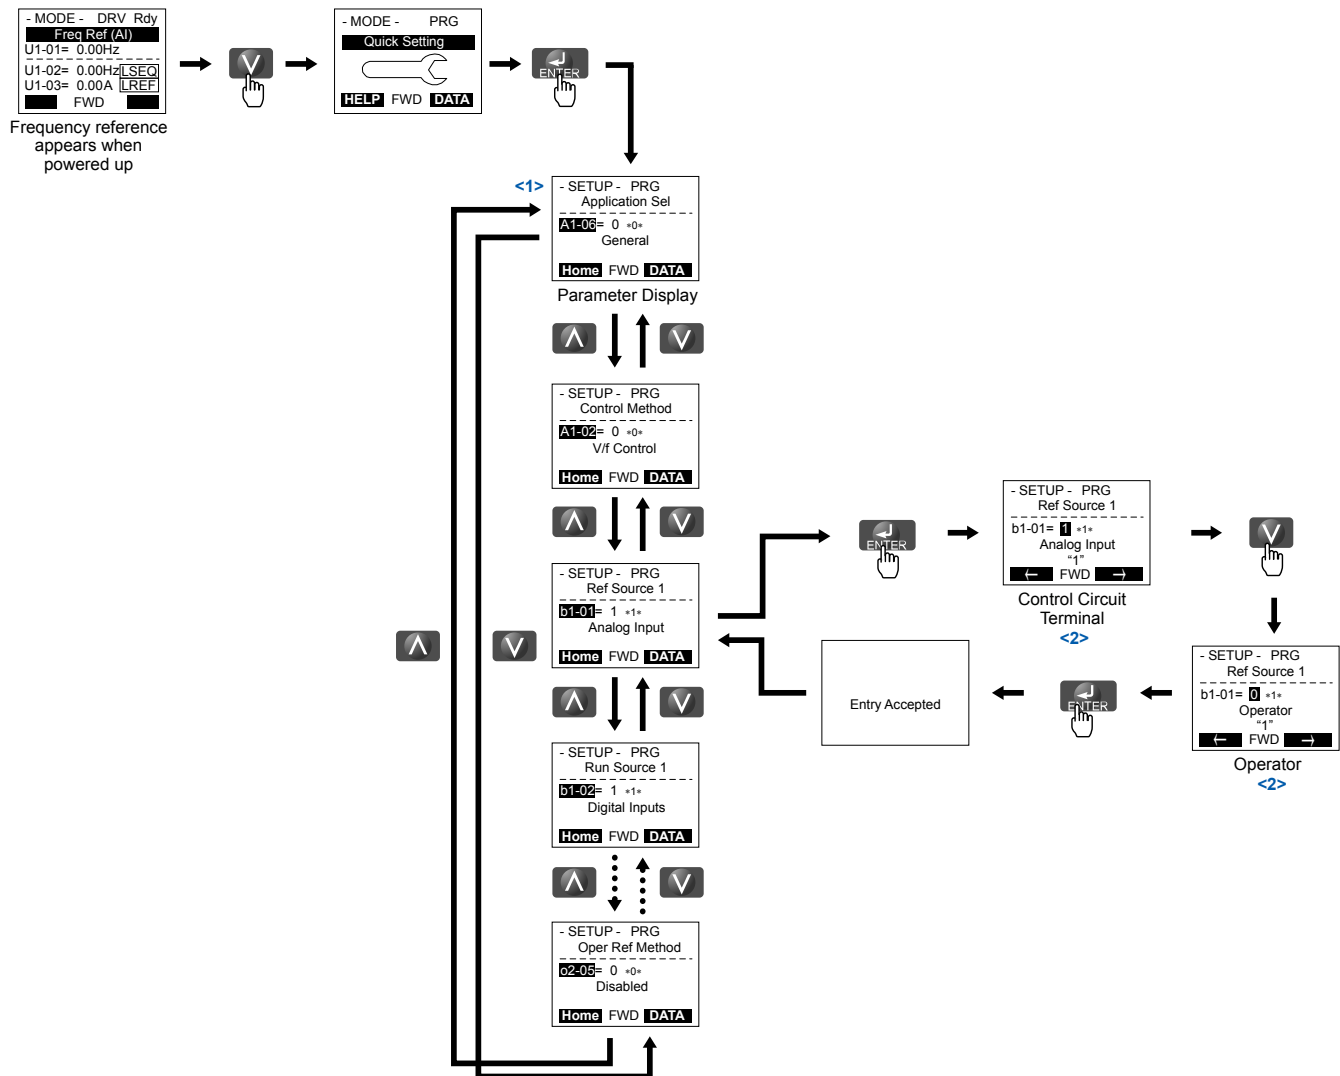 - MODE - DRV Rdy
Freq Ref (AI)
U1-01= 0.00Hz
U1-02= 0.00Hz LSEQ
U1-03= 0.00A LREF
FWD
Frequency reference
appears when
powered up
- MODE - PRG
Quick Setting
HELP FWD DATA
ENTER
<1>
- SETUP - PRG
Application Sel
A1-06= 0 *0*
General
Home FWD DATA
Parameter Display
- SETUP - PRG
Control Method
A1-02= 0 *0*
V/f Control
Home FWD DATA
- SETUP - PRG
Ref Source 1
b1-01= 1 *1*
Analog Input
Home FWD DATA
ENTER
- SETUP - PRG
Ref Source 1
b1-01= 1 *1*
Analog Input
“1”
← FWD →
Control Circuit
Terminal
<2>
- SETUP - PRG
Ref Source 1
b1-01= 0 *1*
Operator
“1”
← FWD →
Operator
<2>
ENTER
Entry Accepted
- SETUP - PRG
Run Source 1
b1-02= 1 *1*
Digital Inputs
Home FWD DATA
- SETUP - PRG
Oper Ref Method
o2-05= 0 *0*
Disabled
Home FWD DATA